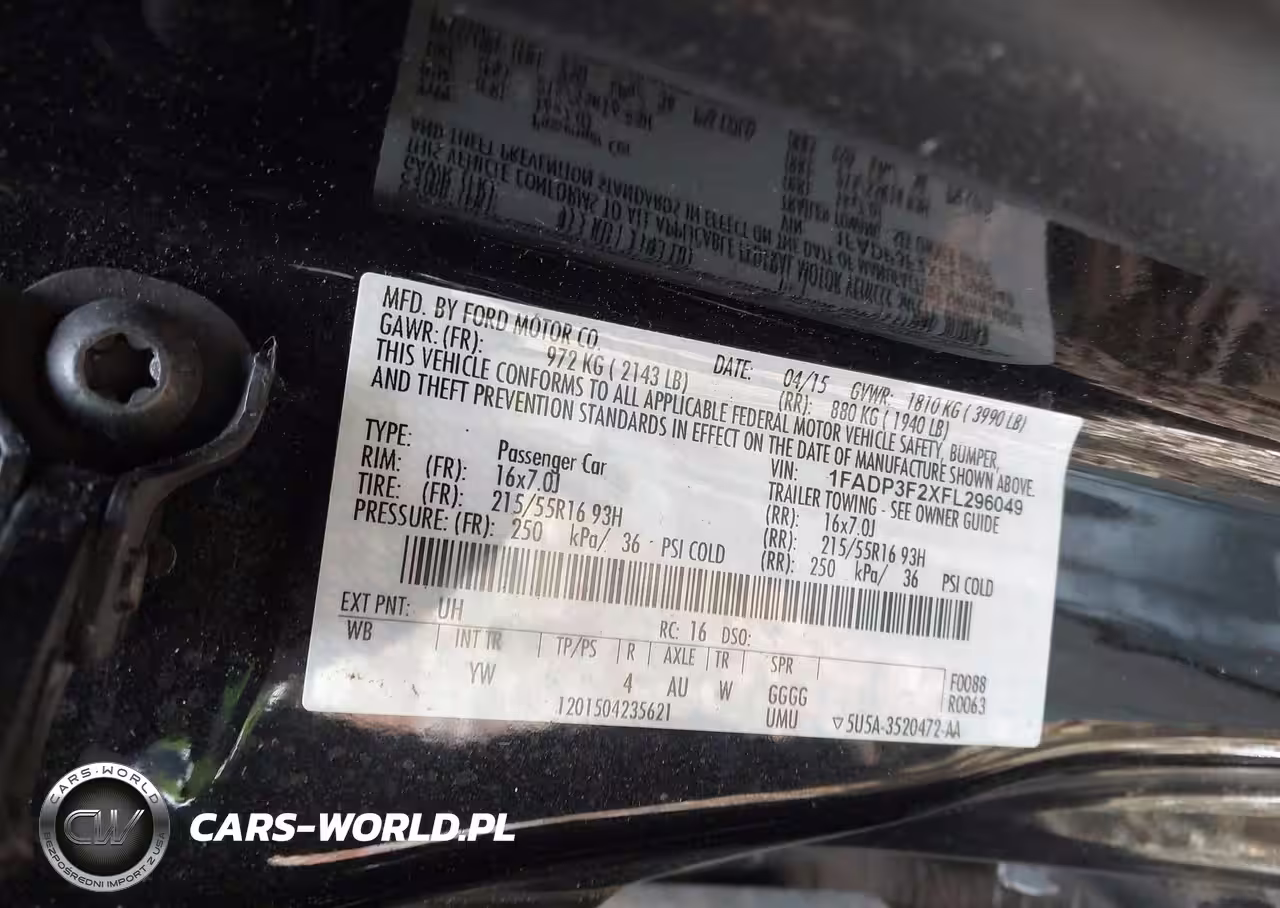 MFD. BY FORD MOTOR CO. DATE: 04/15 GVWR: 1810 KG ( 3990 LB)
GAWR: (FR): 972 KG ( 2143 LB) (RR): 880 KG ( 1940 LB)
THIS VEHICLE CONFORMS TO ALL APPLICABLE FEDERAL MOTOR VEHICLE SAFETY, BUMPER,
AND THEFT PREVENTION STANDARDS IN EFFECT ON THE DATE OF MANUFACTURE SHOWN ABOVE.
VIN: 1FADP3F2XFL296049
TYPE: Passenger Car TRAILER TOWING - SEE OWNER GUIDE
RIM: (FR): 16x7.0J (RR): 16x7.0J
TIRE: (FR): 215/55R16 93H (RR): 215/55R16 93H
PRESSURE: (FR): 250 kPa/ 36 PSI COLD (RR): 250 kPa/ 36 PSI COLD
EXT PNT: UH RC: 16 DSO:
WB INT TR TP/PS R AXLE TR SPR
YW 4 AU W GGGG F0088
R0063
1201504235621 UMU ▽5U5A-3520472-AA
CARS-WORLD
CW
BEZPOŚREDNI IMPORT Z USA
CARS-WORLD.PL